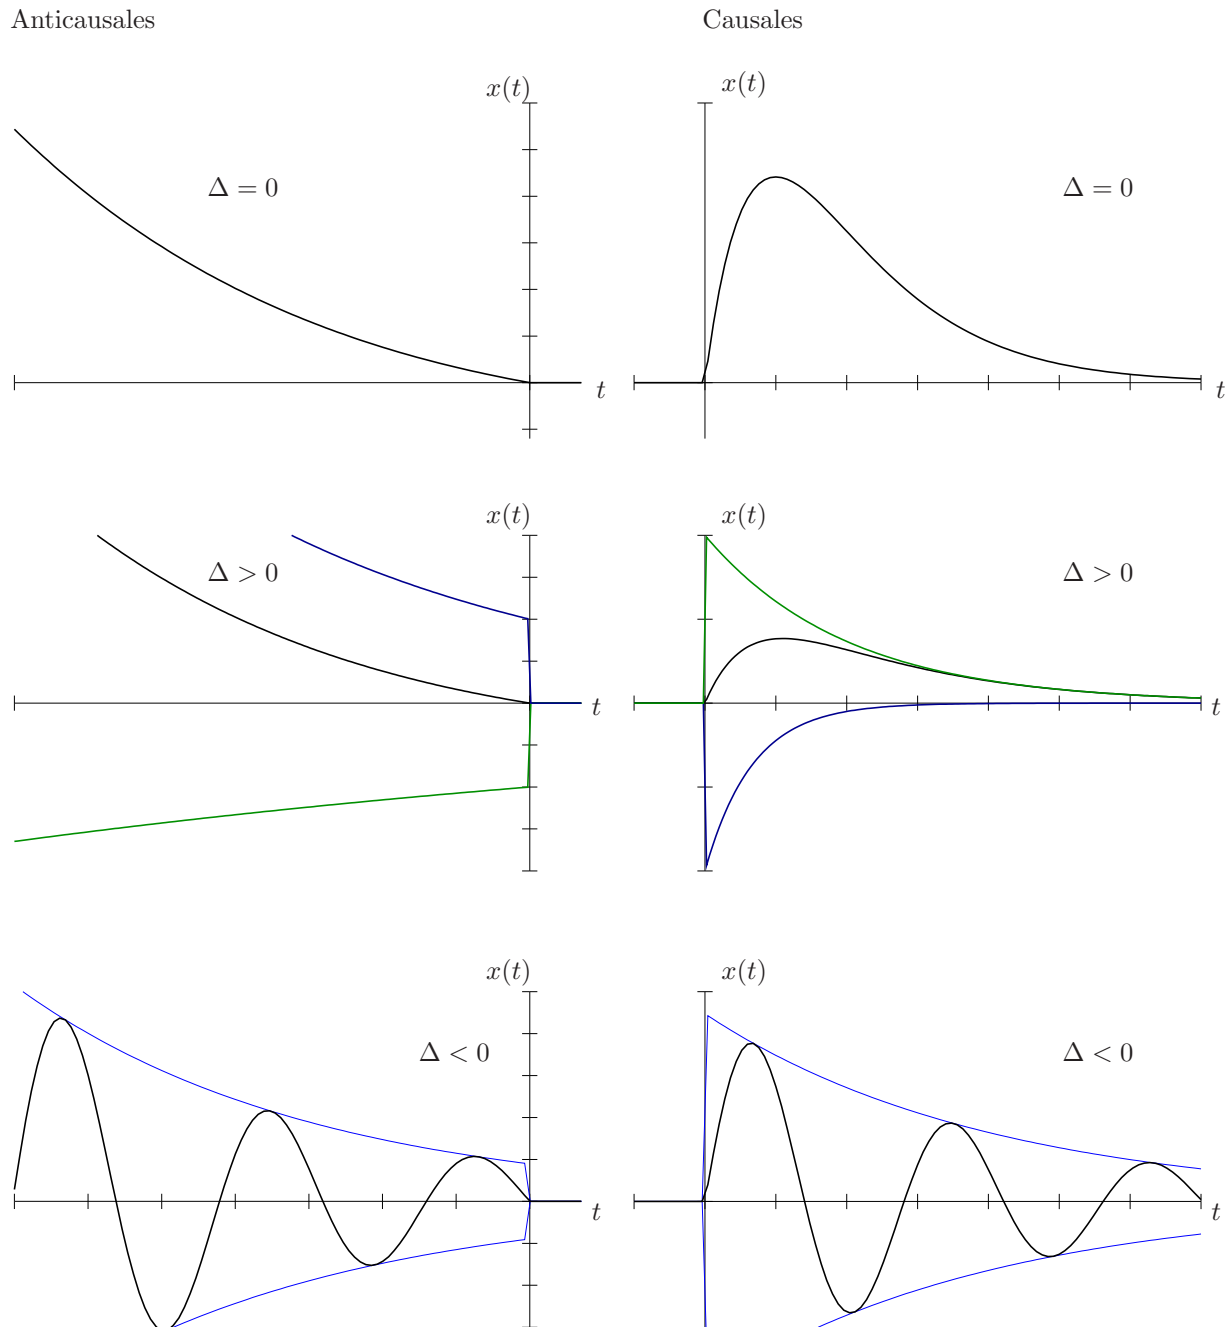 Anticausales Causales
x(t) x(t)
Δ = 0 Δ = 0
t t
x(t) x(t)
Δ > 0 Δ > 0
t t
x(t) x(t)
Δ < 0 Δ < 0
t t